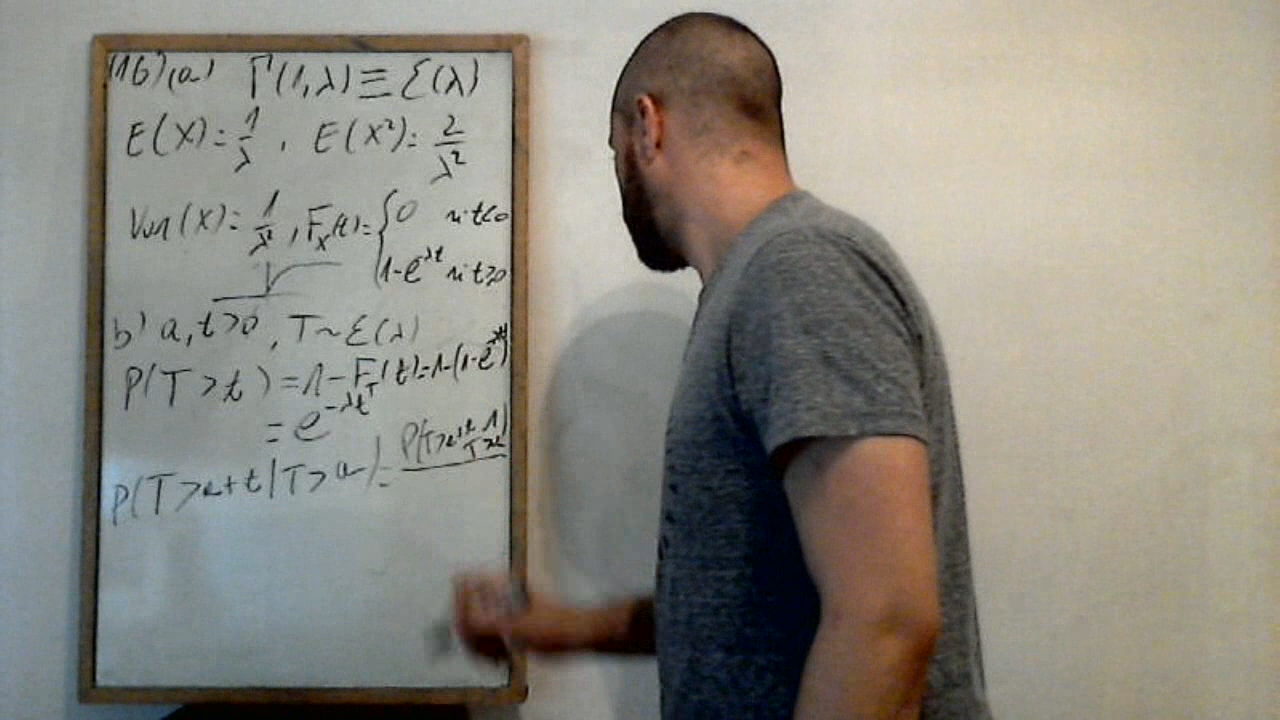 (16) (a) Γ(1,λ) ≡ Ɛ(λ)
E(X)= 1/λ , E(X²)= 2/λ²
Var(X)= 1/λ² , F_X(t)= { 0 si t<0
1-e^{-λt} si t≥0
b) a,t>0 , T~Ɛ(λ)
P(T>t) = 1-F_T(t)=1-(1-e^{-λt})
= e^{-λt}
P(T>a+t|T>a)= P(T>a+t ∧ T>a)